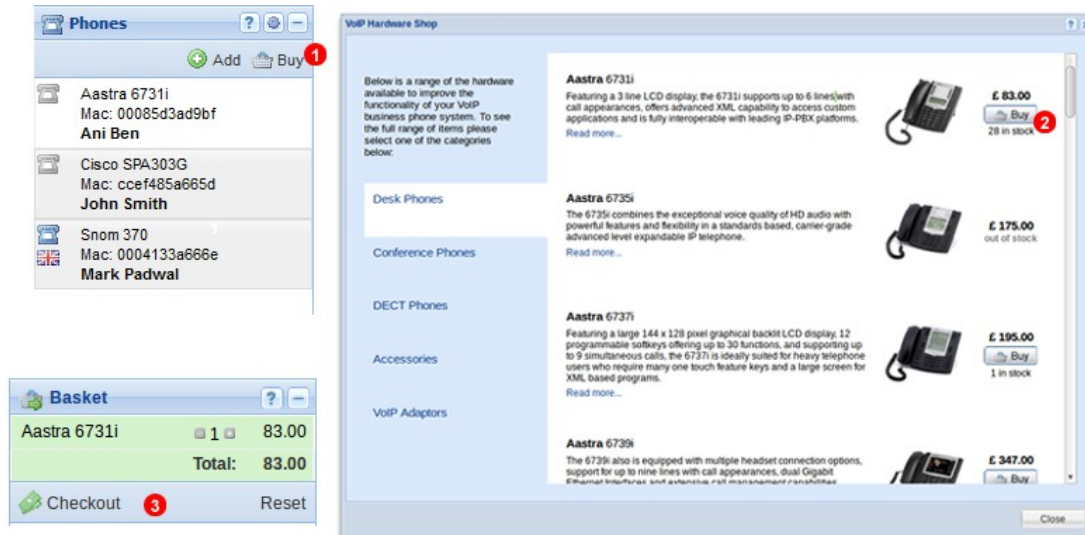 Phones
?
Add Buy 1
Aastra 6731i
Mac: 00085d3ad9bf
Ani Ben
Cisco SPA303G
Mac: ccef485a665d
John Smith
Snom 370
Mac: 0004133a666e
Mark Padwal
Basket ?
Aastra 6731i 1 83.00
Total: 83.00
Checkout 3 Reset
VoIP Hardware Shop ?
Below is a range of the hardware
available to improve the
functionality of your VoIP
business phone system. To see
the full range of items please
select one of the categories
below:
Desk Phones
Conference Phones
DECT Phones
Accessories
VoIP Adaptors
Aastra 6731i
Featuring a 3 line LCD display, the 6731i supports up to 6 lines with
call appearances, offers advanced XML capability to access custom
applications and is fully interoperable with leading IP-PBX platforms.
Read more...
£ 83.00
Buy 2
28 in stock
Aastra 6735i
The 6735i combines the exceptional voice quality of HD audio with
powerful features and flexibility in a standards based, carrier-grade
advanced level expandable IP telephone.
Read more...
£ 175.00
out of stock
Aastra 6737i
Featuring a large 144 x 128 pixel graphical backlit LCD display, 12
programmable softkeys offering up to 30 functions, and supporting up
to 9 simultaneous calls, the 6737i is ideally suited for heavy telephone
users who require many one touch feature keys and a large screen for
XML based programs.
Read more...
£ 195.00
Buy
1 in stock
Aastra 6739i
The 6739i also is equipped with multiple headset connection options,
support for up to nine lines with call appearances, dual Gigabit
Ethernet Interfaces and extensive call management capabilities
£ 347.00
Buy
Close